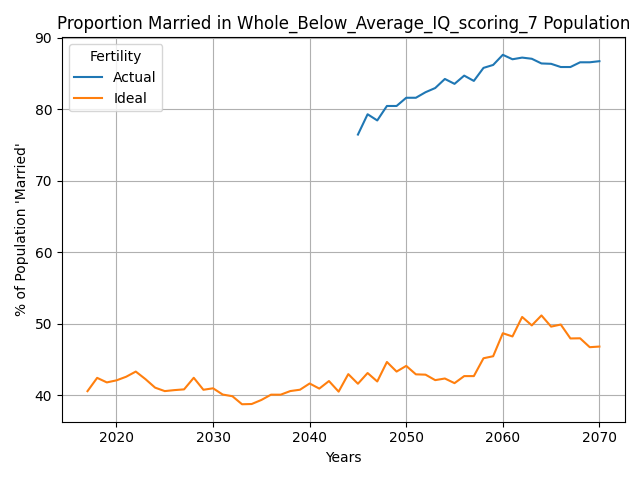 Proportion Married in Whole_Below_Average_IQ_scoring_7 Population
Fertility
Actual
Ideal
% of Population 'Married'
90
80
70
60
50
40
2020 2030 2040 2050 2060 2070
Years